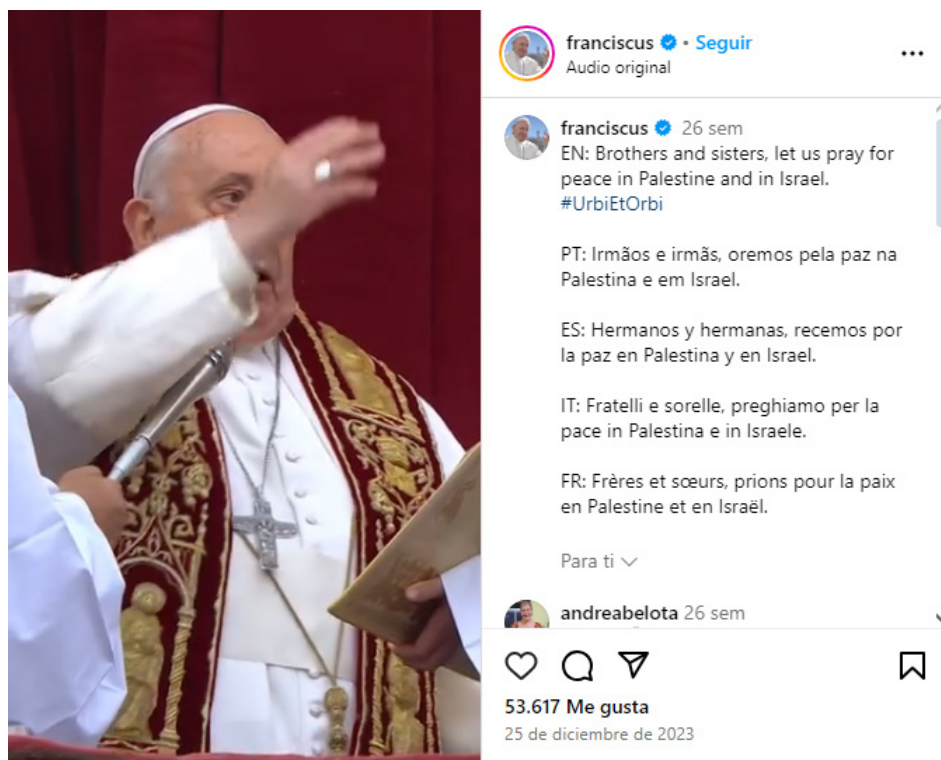 franciscus • Seguir
Audio original
franciscus 26 sem
EN: Brothers and sisters, let us pray for
peace in Palestine and in Israel.
#UrbiEtOrbi
PT: Irmãos e irmãs, oremos pela paz na
Palestina e em Israel.
ES: Hermanos y hermanas, recemos por
la paz en Palestina y en Israel.
IT: Fratelli e sorelle, preghiamo per la
pace in Palestina e in Israele.
FR: Frères et sœurs, prions pour la paix
en Palestine et en Israël.
Para ti
andreabelota 26 sem
53.617 Me gusta
25 de diciembre de 2023